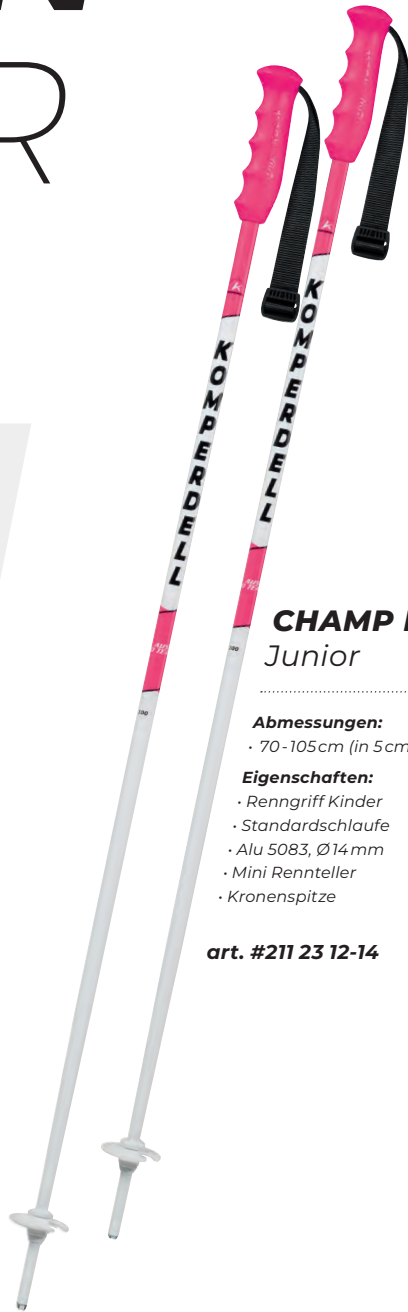 R
KOMPERDELL
KOMPERDELL
CHAMP
Junior
Abmessungen:
· 70-105cm (in 5cm
Eigenschaften:
· Renngriff Kinder
· Standardschlaufe
· Alu 5083, Ø14mm
· Mini Rennteller
· Kronenspitze
art. #211 23 12-14